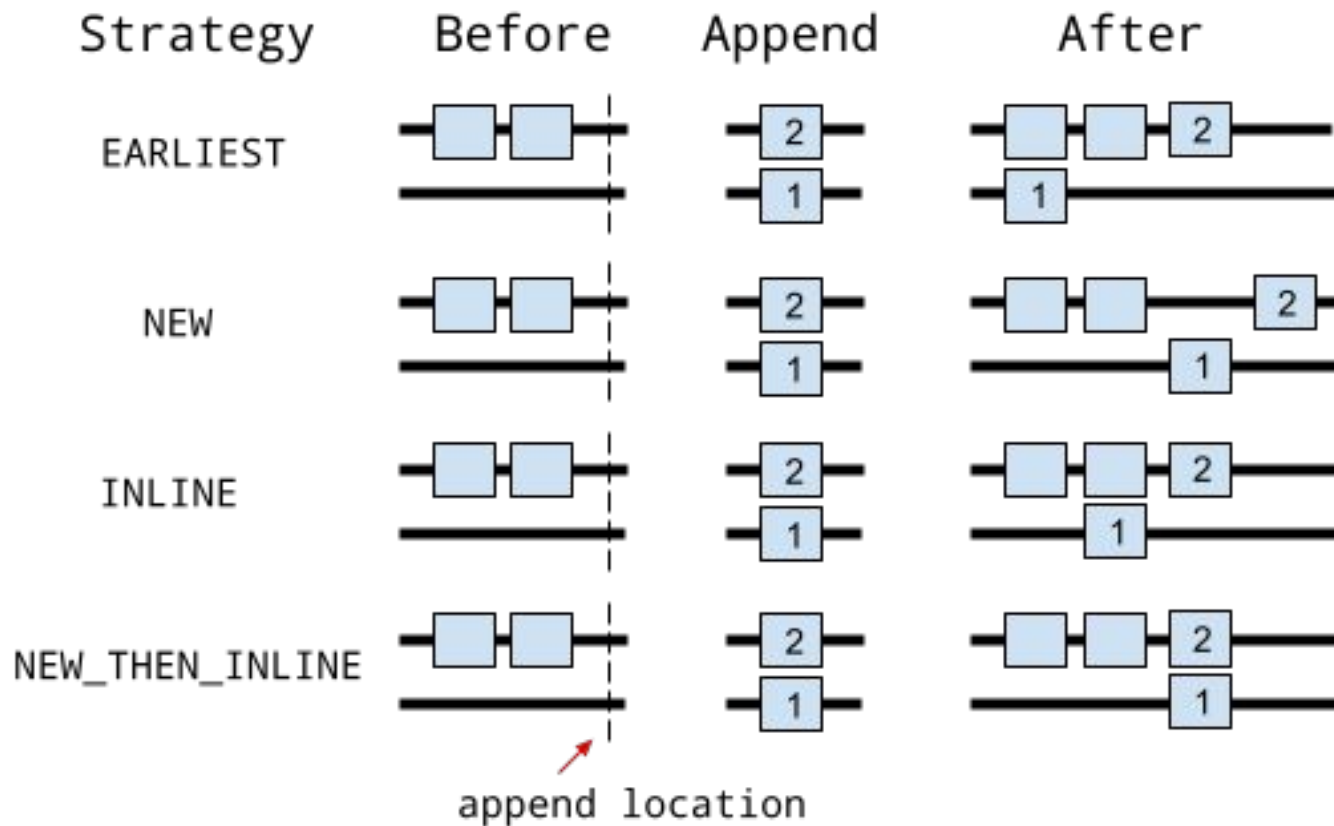 Strategy Before Append After
EARLIEST
2
2
1
1
NEW
2
2
1
1
INLINE
2
2
1
1
NEW_THEN_INLINE
2
2
1
1
append location